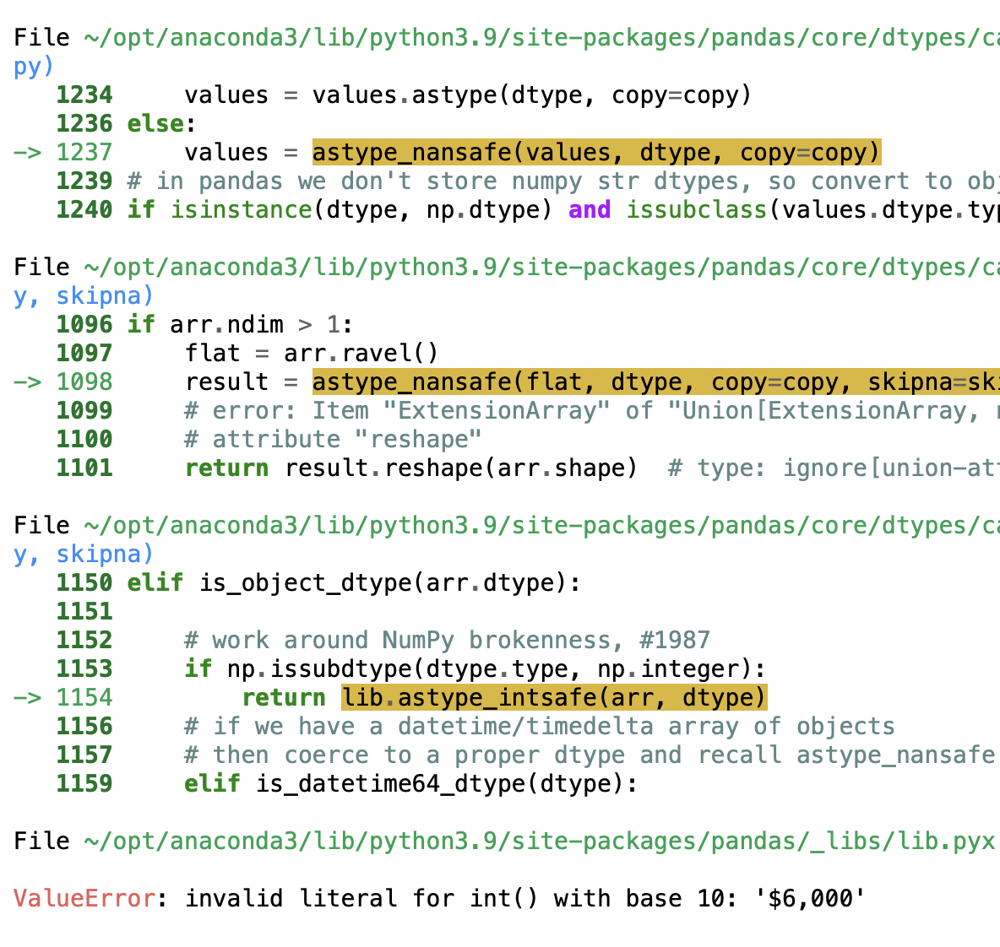 File ~/opt/anaconda3/lib/python3.9/site-packages/pandas/core/dtypes/
py)
1234 values = values.astype(dtype, copy=copy)
1236 else:
-> 1237 values = astype_nansafe(values, dtype, copy=copy)
1239 # in pandas we don't store numpy str dtypes, so convert to
1240 if isinstance(dtype, np.dtype) and issubclass(values.dtype.
File ~/opt/anaconda3/lib/python3.9/site-packages/pandas/core/dtypes/
y, skipna)
1096 if arr.ndim > 1:
1097 flat = arr.ravel()
-> 1098 result = astype_nansafe(flat, dtype, copy=copy, skipna=
1099 # error: Item "ExtensionArray" of "Union[ExtensionArray,
1100 # attribute "reshape"
1101 return result.reshape(arr.shape) # type: ignore[union-
File ~/opt/anaconda3/lib/python3.9/site-packages/pandas/core/dtypes/
y, skipna)
1150 elif is_object_dtype(arr.dtype):
1151
1152 # work around NumPy brokenness, #1987
1153 if np.issubdtype(dtype.type, np.integer):
-> 1154 return lib.astype_intsafe(arr, dtype)
1156 # if we have a datetime/timedelta array of objects
1157 # then coerce to a proper dtype and recall astype_nansafe
1159 elif is_datetime64_dtype(dtype):
File ~/opt/anaconda3/lib/python3.9/site-packages/pandas/_libs/lib.pyx
ValueError: invalid literal for int() with base 10: '$6,000'